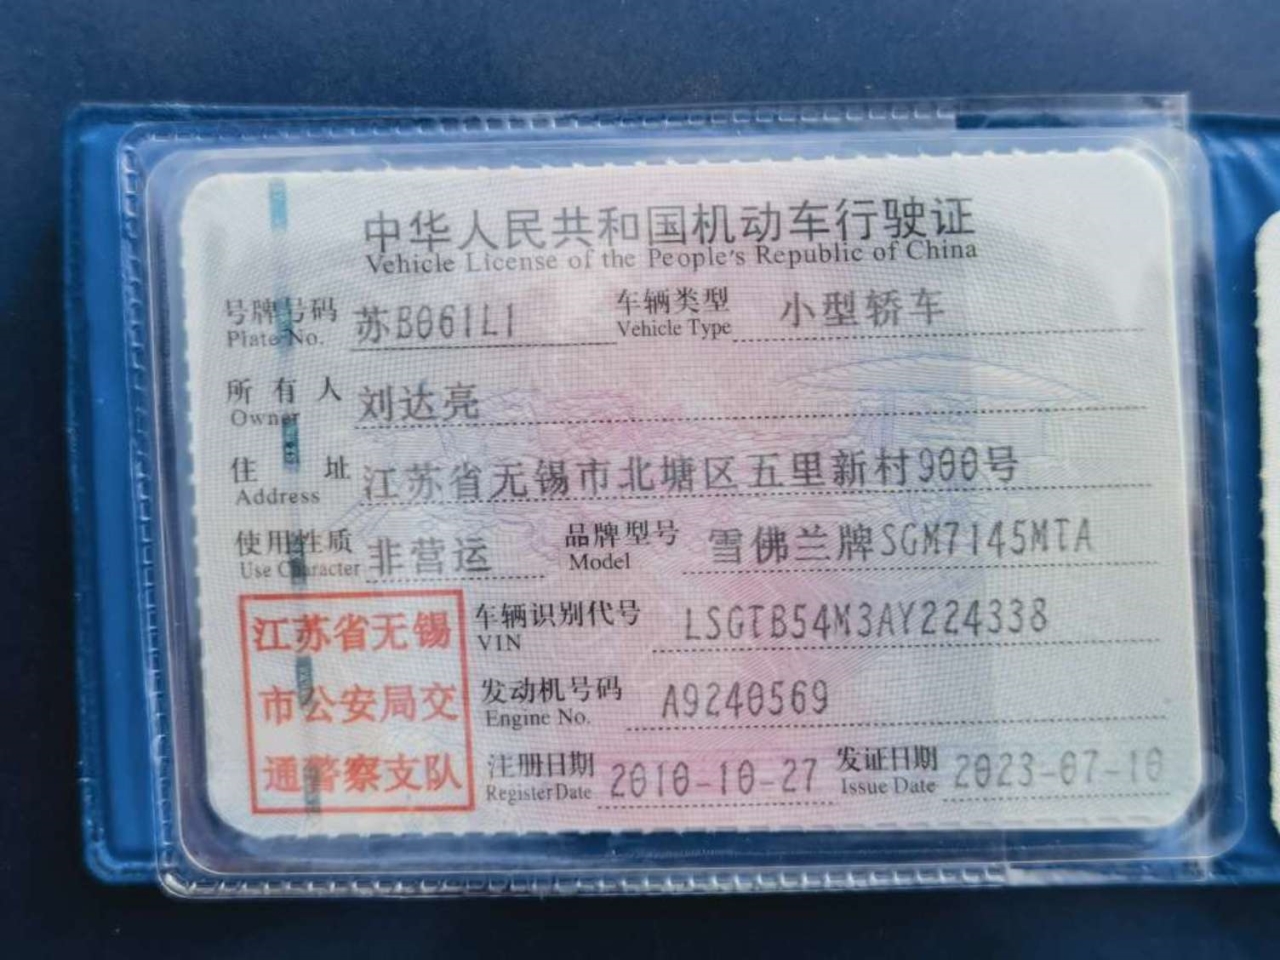 中华人民共和国机动车行驶证
Vehicle License of the People's Republic of China
号牌号码 苏B061L1 车辆类型 小型轿车
Plate No. Vehicle Type
所有人 刘达亮
Owner
住址 江苏省无锡市北塘区五里新村900号
Address
使用性质 非营运 品牌型号 雪佛兰牌SGM7145MTA
Use Character Model
江苏省无锡
市公安局交
通警察支队
车辆识别代号 LSGTB54M3AY224338
VIN
发动机号码 A9240569
Engine No.
注册日期 2010-10-27 发证日期 2023-07-10
Register Date Issue Date